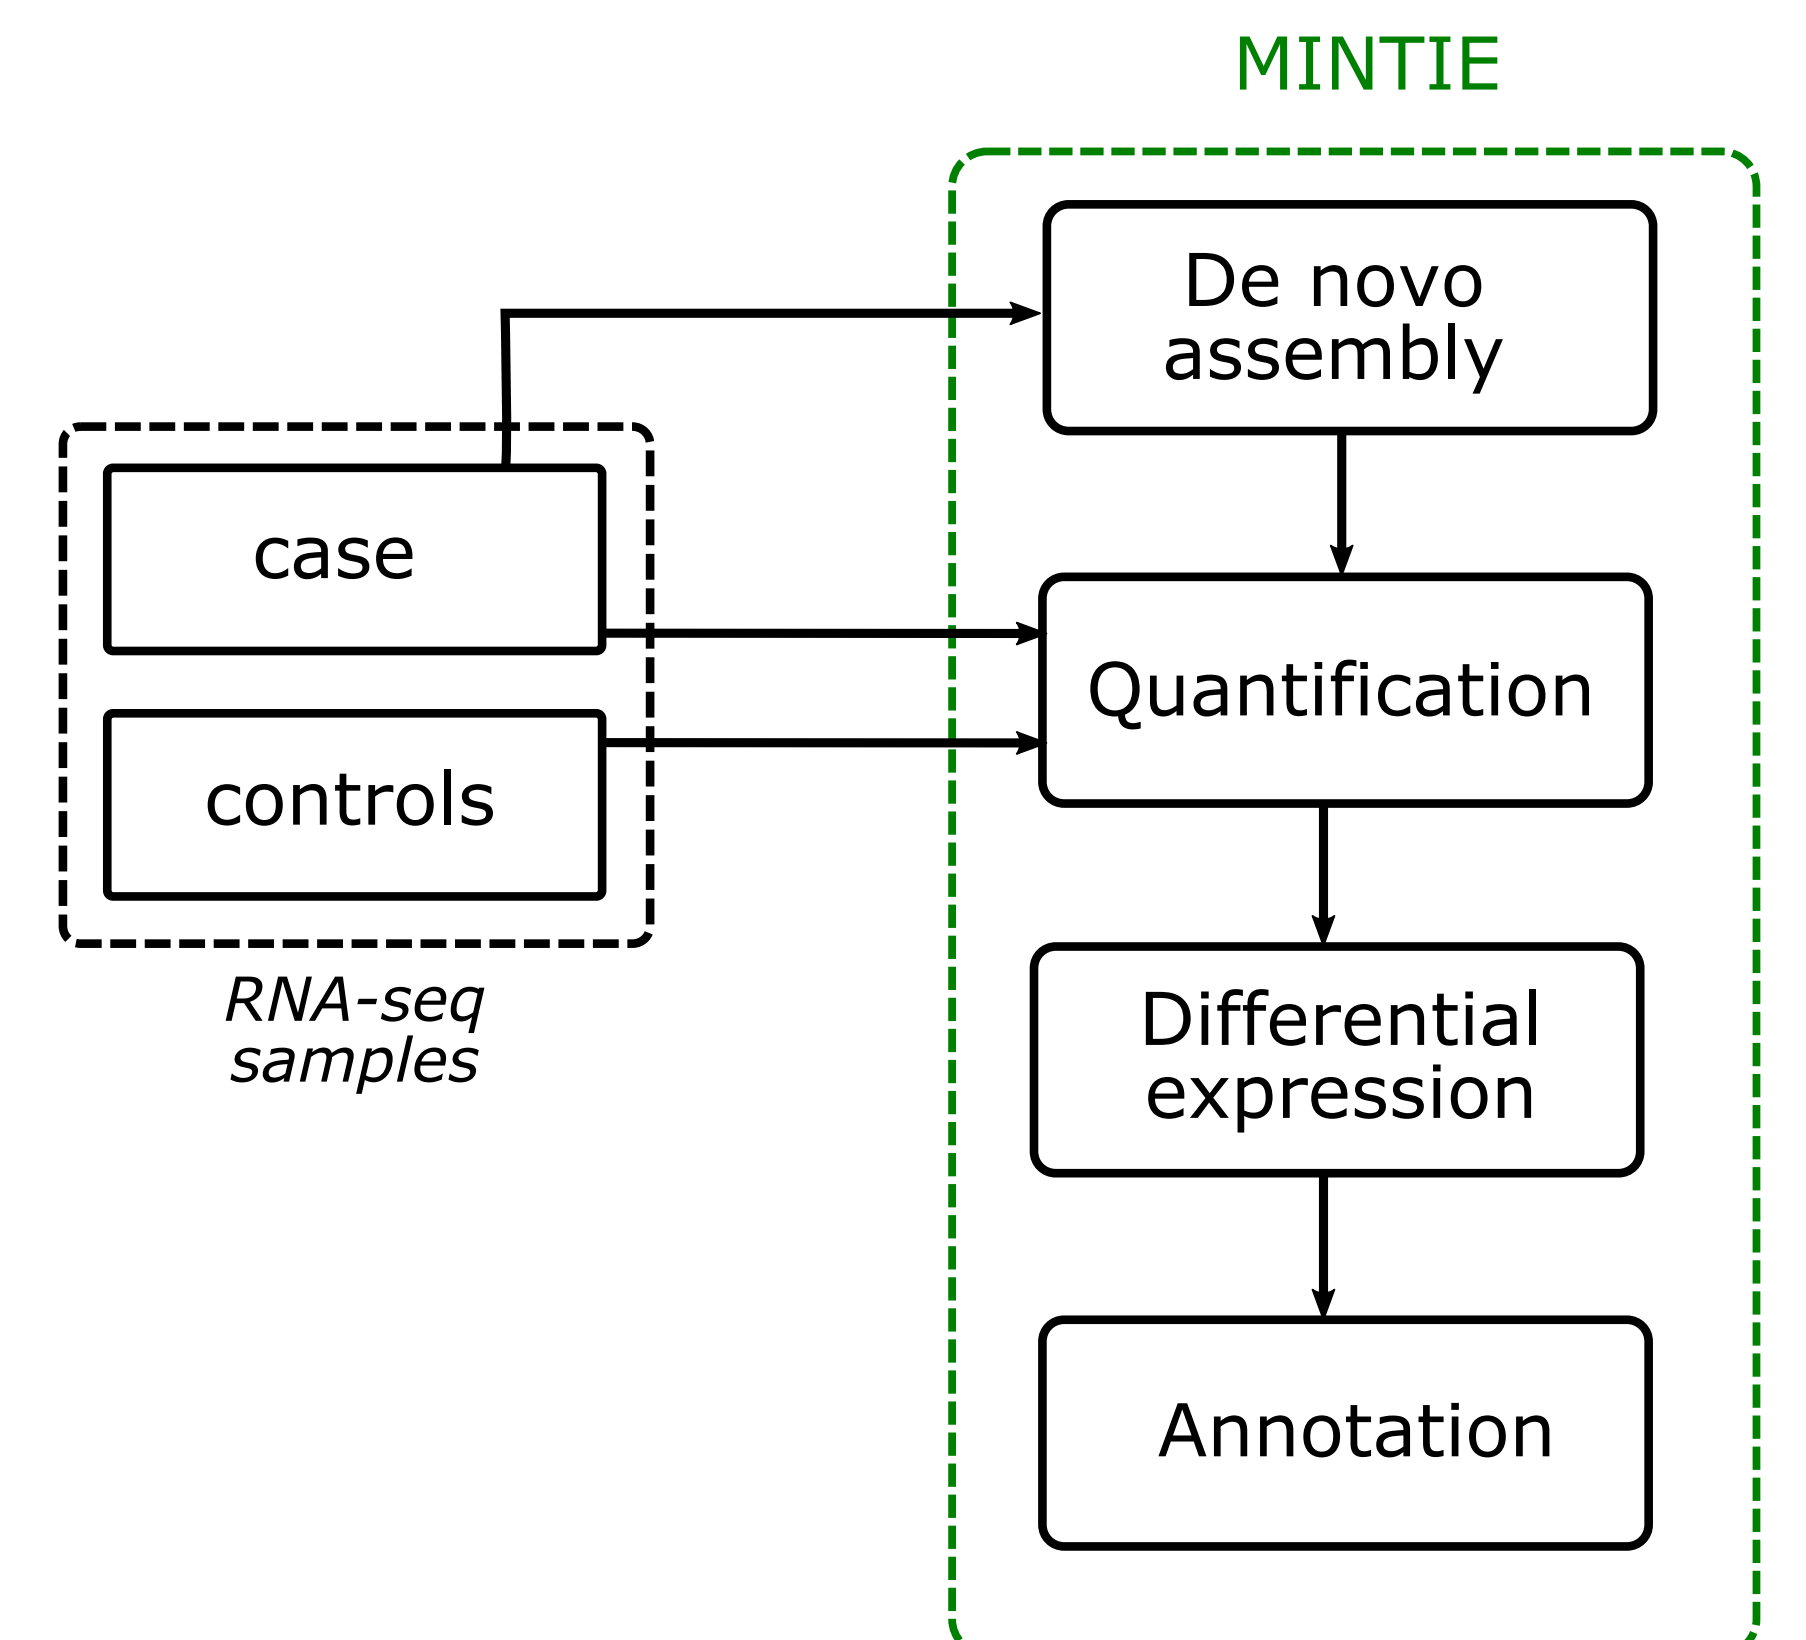 MINTIE
De novo
assembly
case
Quantification
controls
RNA-seq
samples
Differential
expression
Annotation